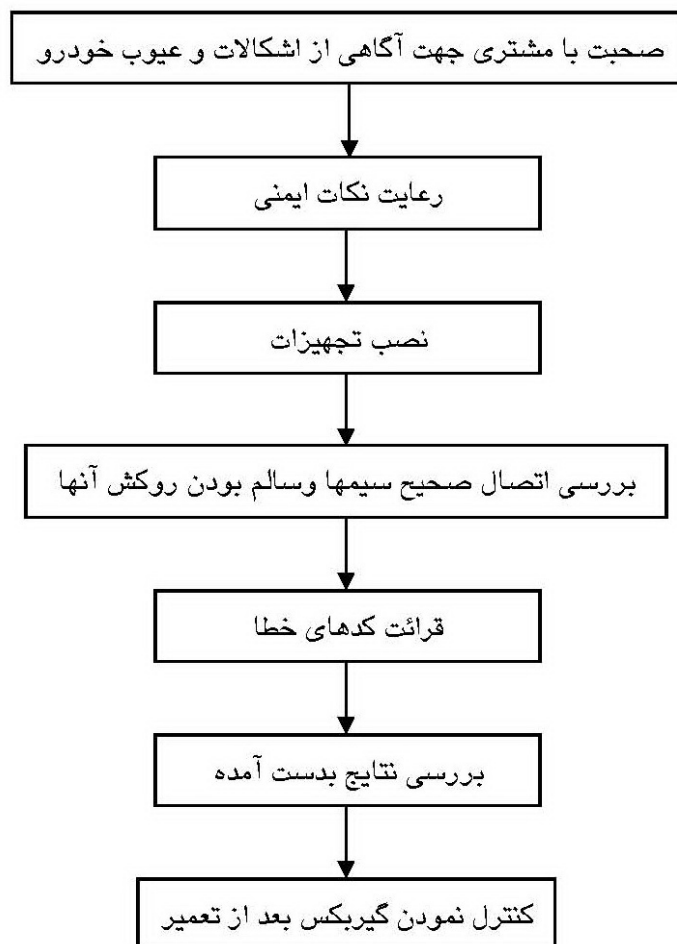 صحبت با مشتری جهت آگاهی از اشکالات و عیوب خودرو
رعایت نکات ایمنی
نصب تجهیزات
بررسی اتصال صحیح سیمها وسالم بودن روکش آنها
قرائت کدهای خطا
بررسی نتایج بدست آمده
کنترل نمودن گیربکس بعد از تعمیر